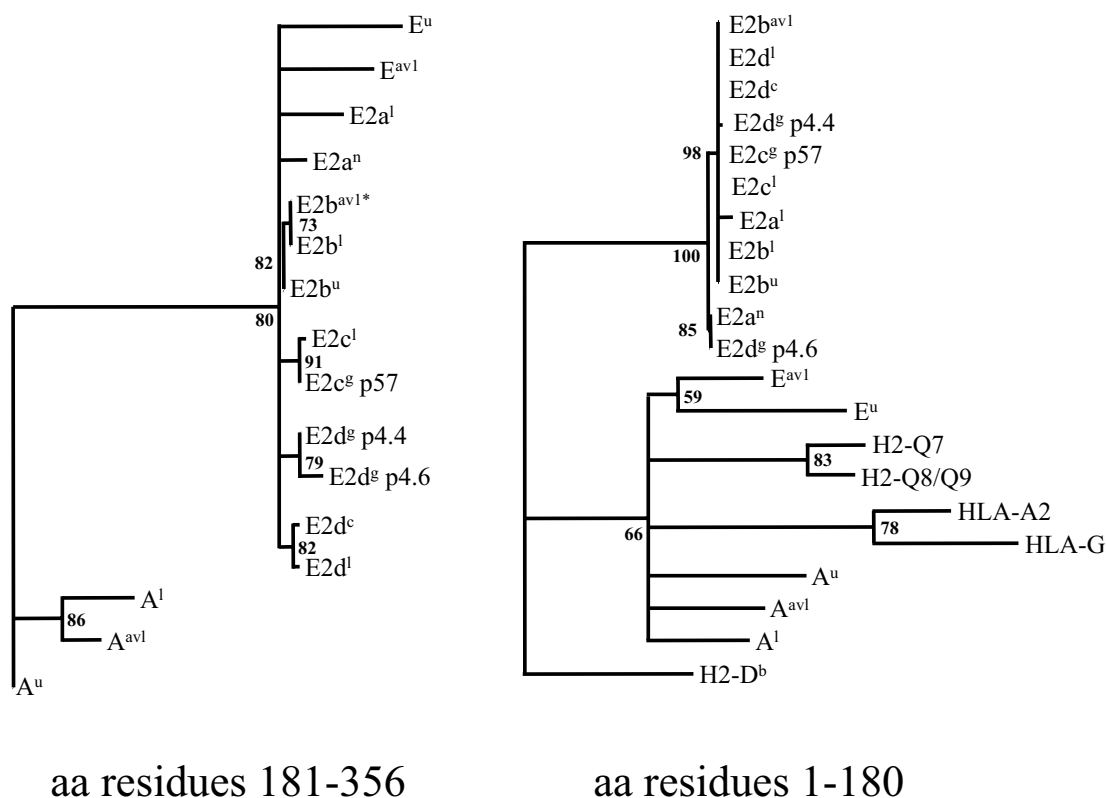 Eᵘ
Eᵃᵛˡ
E2aˡ
E2aⁿ
E2bᵃᵛˡ*
73
E2bˡ
82
E2bᵘ
80
E2cˡ
91
E2cᵍ p57
E2dᵍ p4.4
79
E2dᵍ p4.6
E2dᶜ
82
E2dˡ
Aˡ
86
Aᵃᵛˡ
Aᵘ
aa residues 181-356
E2bᵃᵛˡ
E2dˡ
E2dᶜ
E2dᵍ p4.4
98
E2cᵍ p57
E2cˡ
E2aˡ
E2bˡ
100
E2bᵘ
E2aⁿ
85
E2dᵍ p4.6
Eᵃᵛˡ
59
Eᵘ
H2-Q7
83
H2-Q8/Q9
HLA-A2
78
66
HLA-G
Aᵘ
Aᵃᵛˡ
Aˡ
H2-Dᵇ
aa residues 1-180